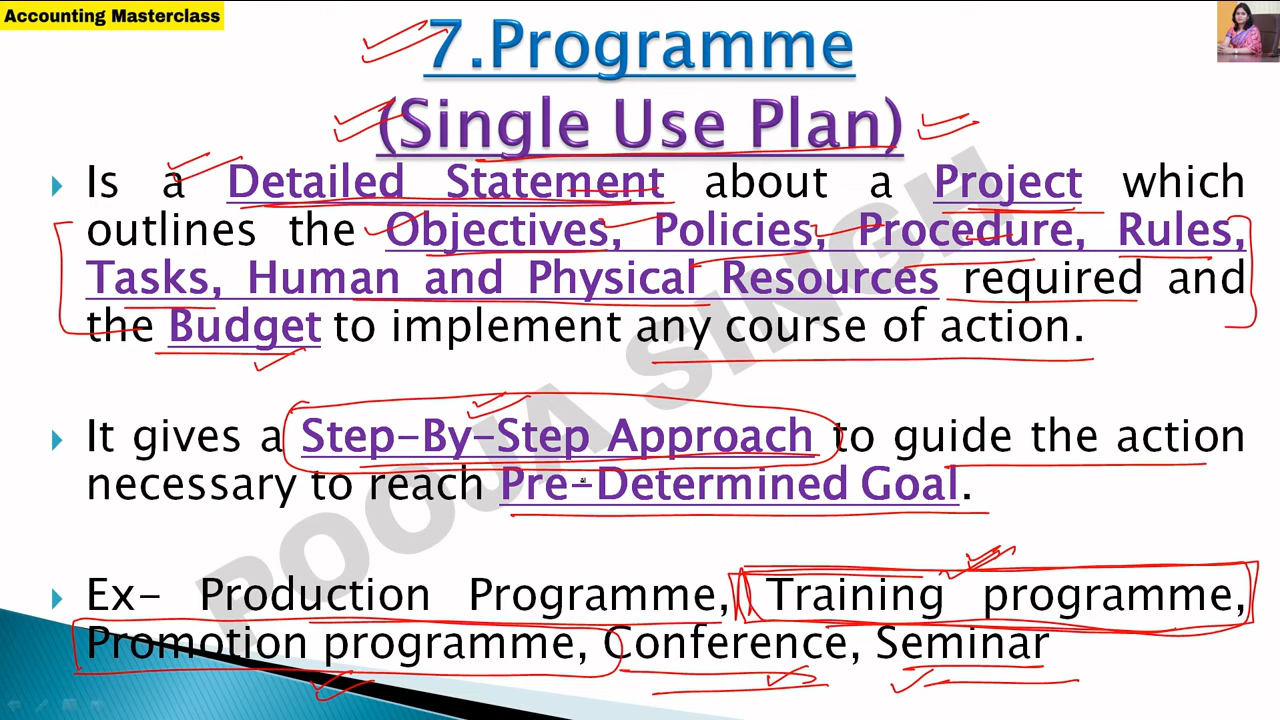 Accounting Masterclass
7.Programme
(Single Use Plan)
Is a Detailed Statement about a Project which
outlines the Objectives, Policies, Procedure, Rules,
Tasks, Human and Physical Resources required and
the Budget to implement any course of action.
It gives a Step-By-Step Approach to guide the action
necessary to reach Pre-Determined Goal.
Ex- Production Programme, Training programme,
Promotion programme, Conference, Seminar
POOJA SINGH